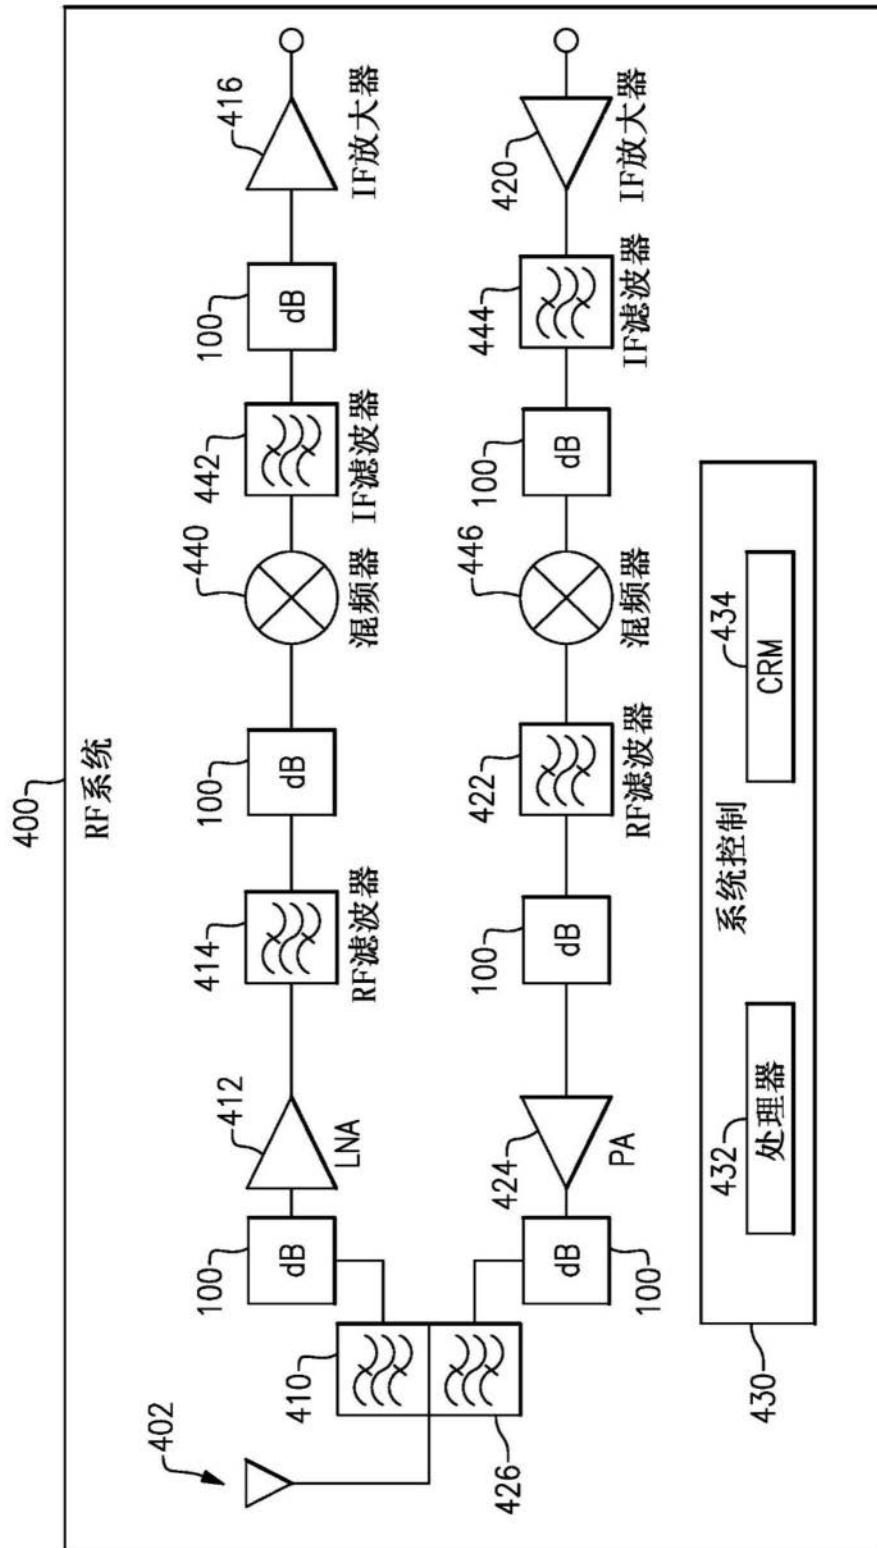 400
RF系统
402
100 412 414 100 440 442 100 416
410
dB dB dB
LNA RF滤波器 混频器 IF滤波器 IF放大器
424 100 422 446 100 444 420
426
dB dB dB
100
PA RF滤波器 混频器 IF滤波器 IF放大器
系统控制
432 434
处理器 CRM
430